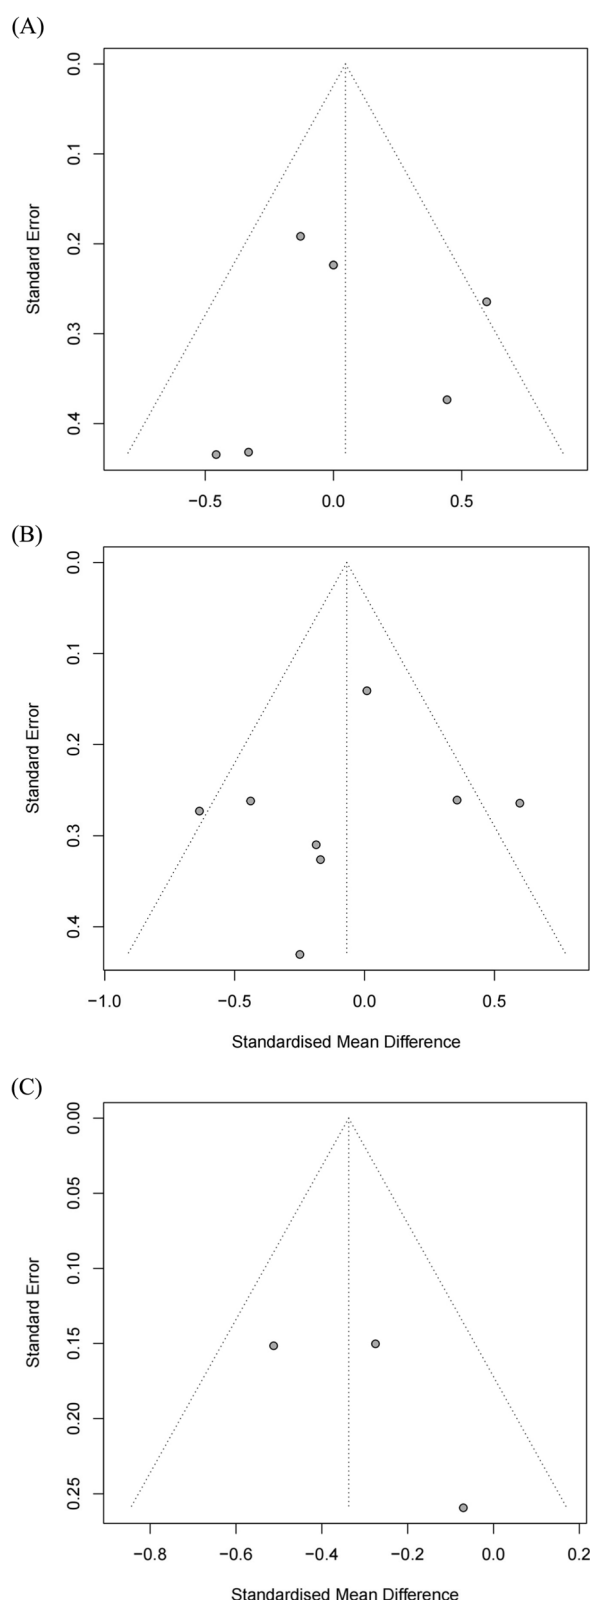 (A)
0.0
0.1
0.2
0.3
0.4
Standard Error
−0.5 0.0 0.5
(B)
0.0
0.1
0.2
0.3
0.4
Standard Error
−1.0 −0.5 0.0 0.5
Standardised Mean Difference
(C)
0.00
0.05
0.10
0.15
0.20
0.25
Standard Error
−0.8 −0.6 −0.4 −0.2 0.0 0.2
Standardised Mean Difference